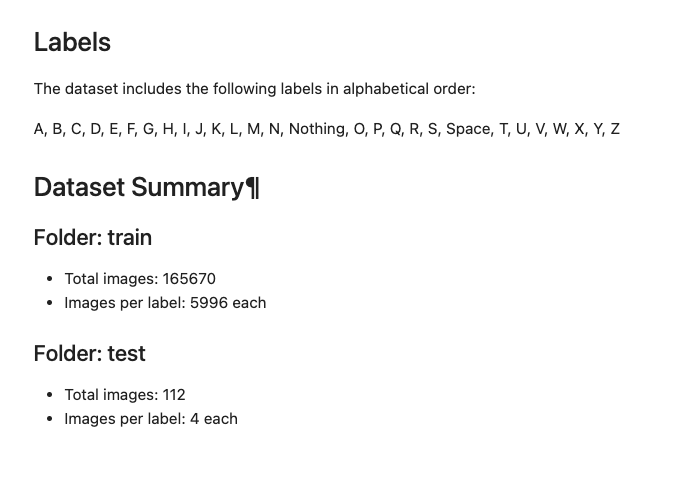 Labels
The dataset includes the following labels in alphabetical order:
A, B, C, D, E, F, G, H, I, J, K, L, M, N, Nothing, O, P, Q, R, S, Space, T, U, V, W, X, Y, Z
Dataset Summary¶
Folder: train
• Total images: 165670
• Images per label: 5996 each
Folder: test
• Total images: 112
• Images per label: 4 each